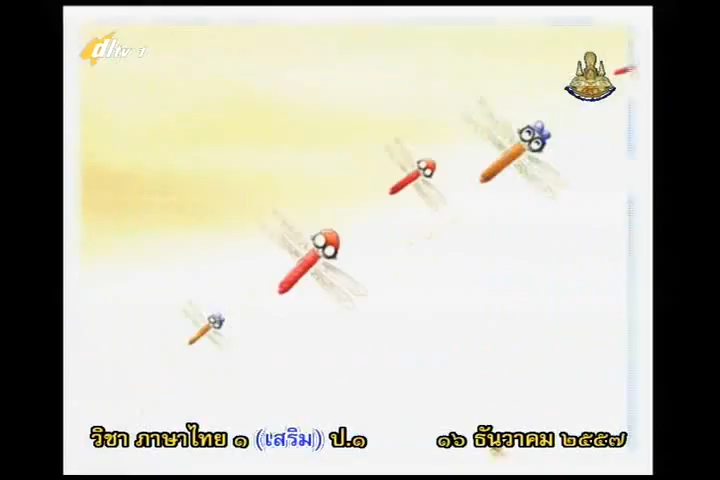 dltv 1
วิชา ภาษาไทย ๑ (เสริม) ป.๑ ๑๖ ธันวาคม ๒๕๕๗